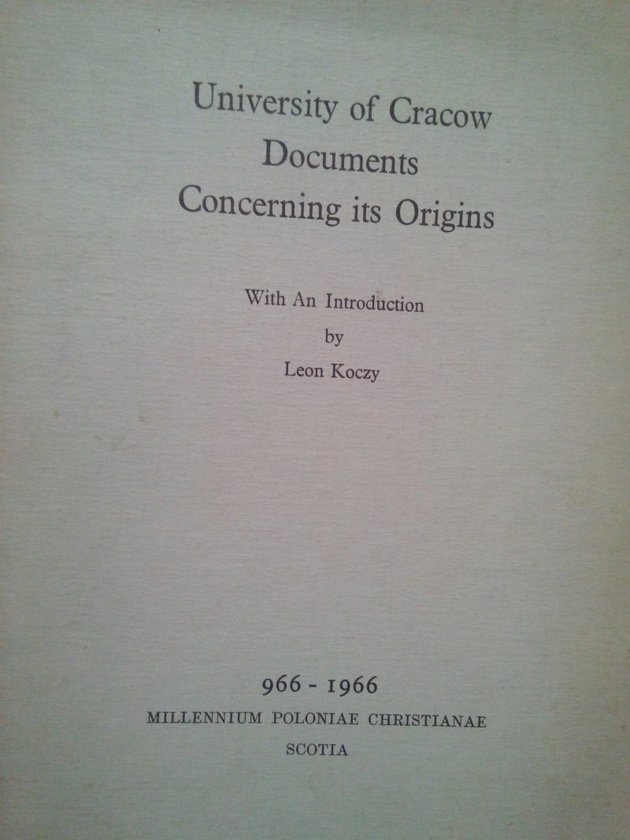 University of Cracow
Documents
Concerning its Origins
With An Introduction
by
Leon Koczy
966 - 1966
MILLENNIUM POLONIAE CHRISTIANAE
SCOTIA